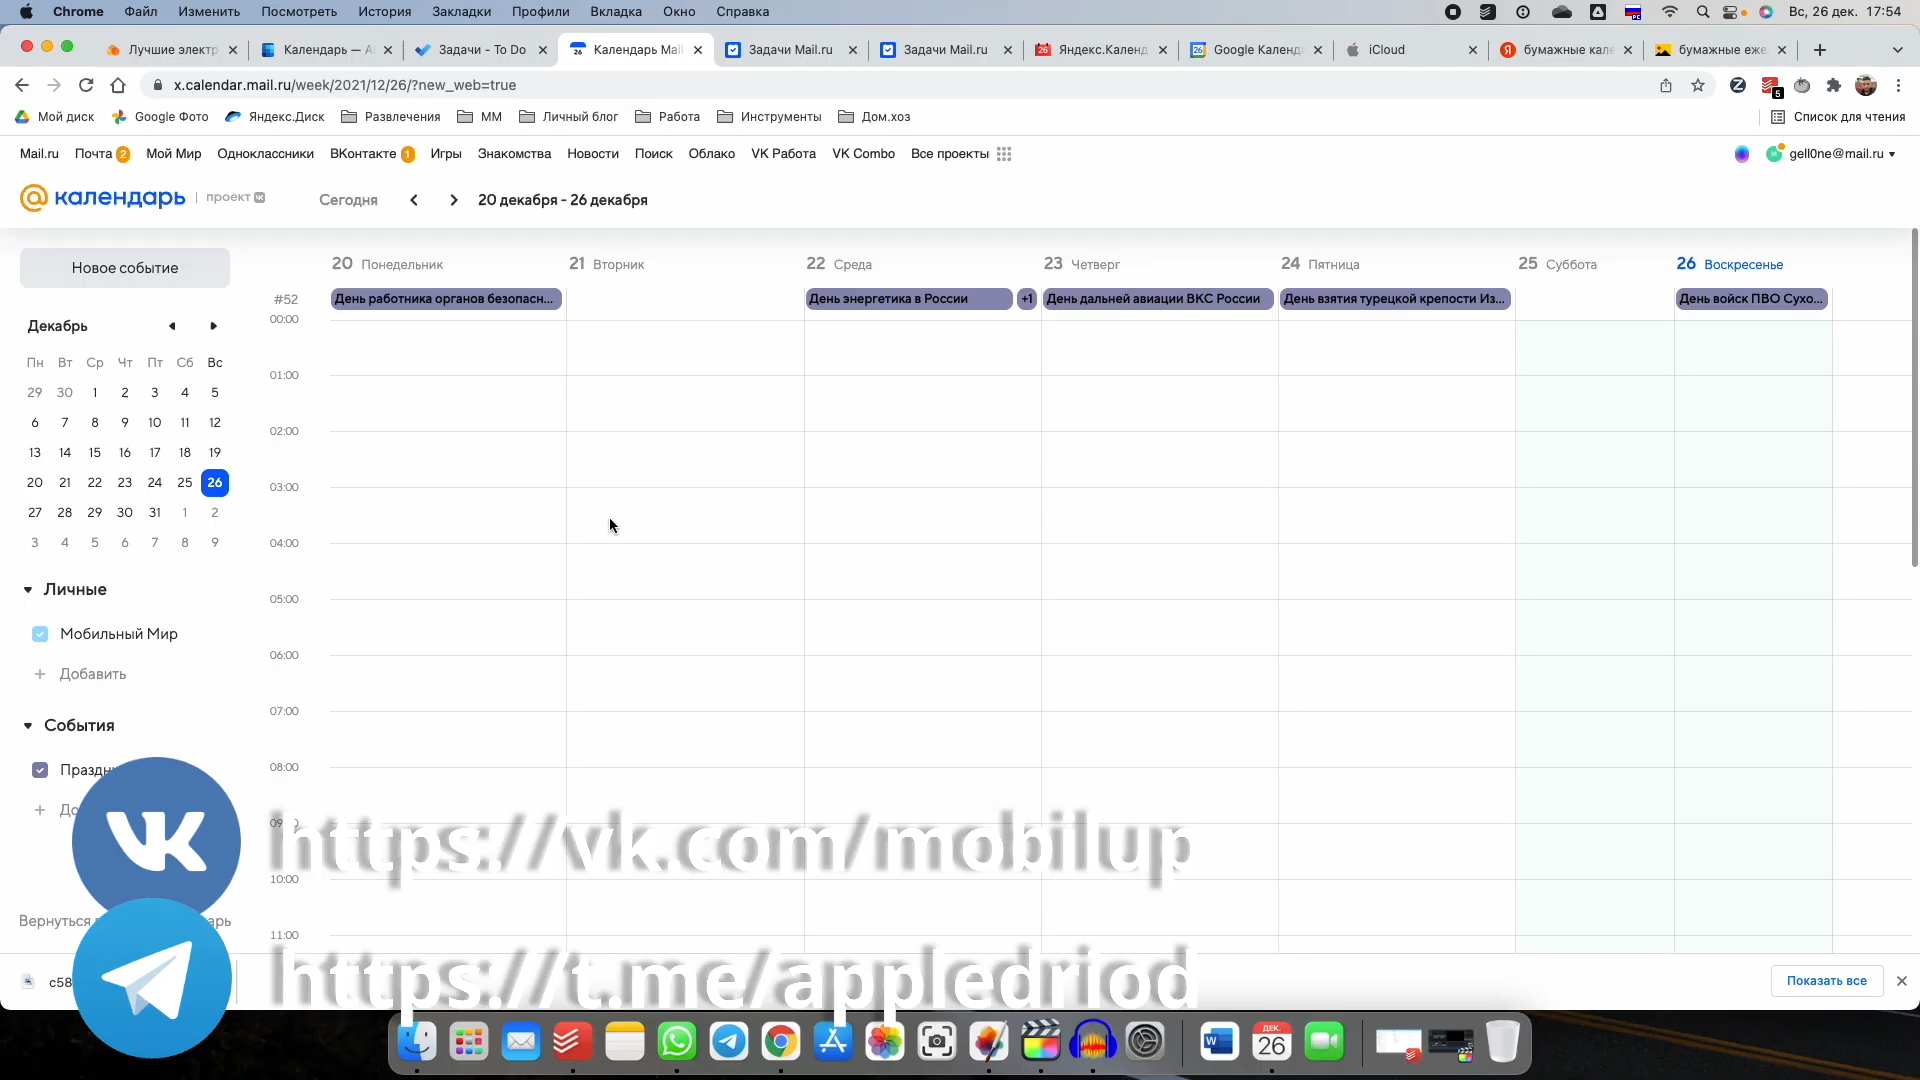 Chrome Файл Изменить Посмотреть История Закладки Профили Вкладка Окно Справка Вс, 26 дек. 17:54
Лучшие электр Календарь — A Задачи - To Do Календарь Mail Задачи Mail.ru Задачи Mail.ru Яндекс.Календ Google Календа iCloud бумажные кале бумажные еже
x.calendar.mail.ru/week/2021/12/26/?new_web=true 5
Мой диск Google Фото Яндекс.Диск Развлечения ММ Личный блог Работа Инструменты Дом.хоз Список для чтения
Mail.ru Почта 2 Мой Мир Одноклассники ВКонтакте 1 Игры Знакомства Новости Поиск Облако VK Работа VK Combo Все проекты gell0ne@mail.ru
календарь проект Сегодня 20 декабря - 26 декабря
Новое событие
20 Понедельник 21 Вторник 22 Среда 23 Четверг 24 Пятница 25 Суббота 26 Воскресенье
#52 День работника органов безопасн... День энергетика в России +1 День дальней авиации ВКС России День взятия турецкой крепости Из... День войск ПВО Сухо...
Декабрь
Пн Вт Ср Чт Пт Сб Вс
29 30 1 2 3 4 5
6 7 8 9 10 11 12
13 14 15 16 17 18 19
20 21 22 23 24 25 26
27 28 29 30 31 1 2
3 4 5 6 7 8 9
Личные
Мобильный Мир
+ Добавить
События
Праздн
+ До
Вернуться арь
00:00
01:00
02:00
03:00
04:00
05:00
06:00
07:00
08:00
10:00
11:00
https://vk.com/mobilup
https://t.me/appledriod
c58
Показать все
ДЕК.
26